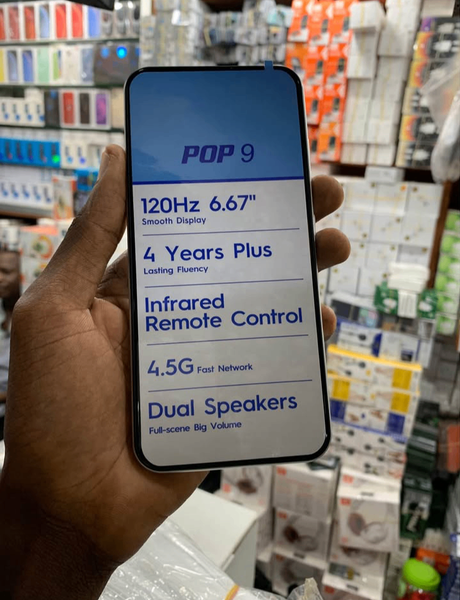 POP 9
120Hz 6.67"
Smooth Display
4 Years Plus
Lasting Fluency
Infrared
Remote Control
4.5G Fast Network
Dual Speakers
Full-scene Big Volume